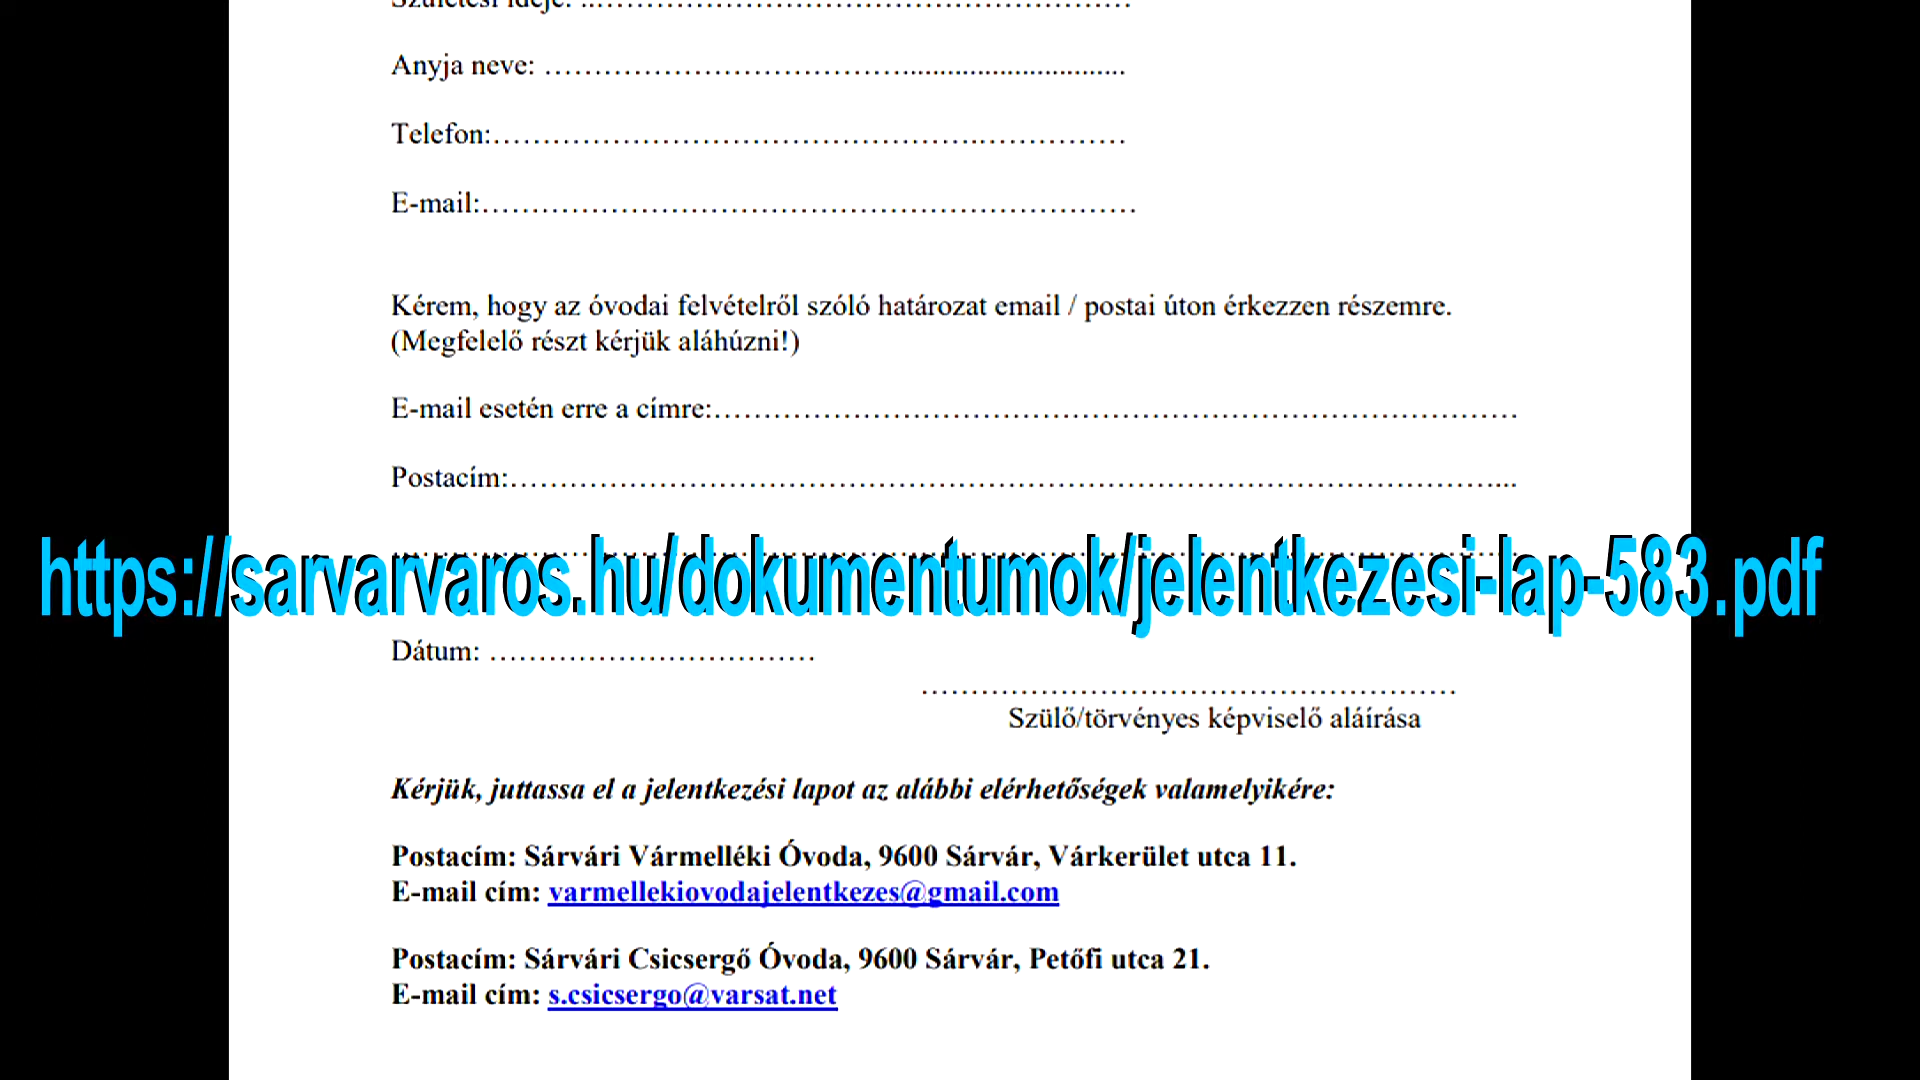 Születési ideje: ..……………………………………………
Anyja neve: ………………………………..............................
Telefon:………………………………………….……………
E-mail:…………………………………………………………
Kérem, hogy az óvodai felvételről szóló határozat email / postai úton érkezzen részemre.
(Megfelelő részt kérjük aláhúzni!)
E-mail esetén erre a címre:………………………………………………………………………
Postacím:………………………………………………………………………………………...
https://sarvarvaros.hu/dokumentumok/jelentkezesi-lap-583.pdf
Dátum: ……………………………
………………………………………………
Szülő/törvényes képviselő aláírása
Kérjük, juttassa el a jelentkezési lapot az alábbi elérhetőségek valamelyikére:
Postacím: Sárvári Vármelléki Óvoda, 9600 Sárvár, Várkerület utca 11.
E-mail cím: varmellekiovodajelentkezes@gmail.com
Postacím: Sárvári Csicsergő Óvoda, 9600 Sárvár, Petőfi utca 21.
E-mail cím: s.csicsergo@varsat.net